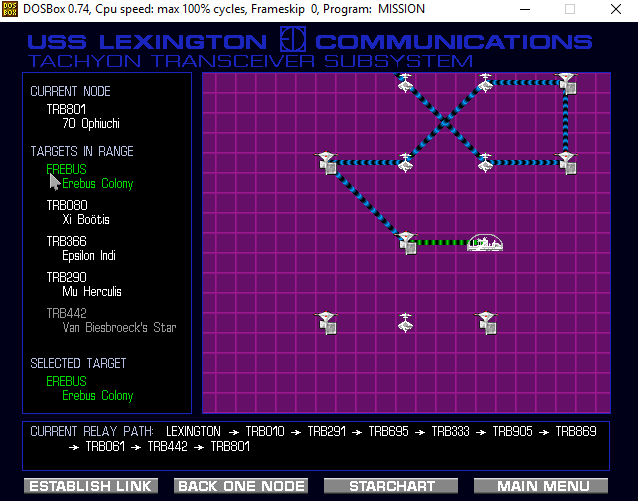 DOS BOX DOSBox 0.74, Cpu speed: max 100% cycles, Frameskip 0, Program: MISSION
USS LEXINGTON COMMUNICATIONS
TACHYON TRANSCEIVER SUBSYSTEM
CURRENT NODE
TRB801
70 Ophiuchi
TARGETS IN RANGE
EREBUS
Erebus Colony
TRB080
Xi Boötis
TRB366
Epsilon Indi
TRB290
Mu Herculis
TRB442
Van Biesbroeck's Star
SELECTED TARGET
EREBUS
Erebus Colony
CURRENT RELAY PATH: LEXINGTON → TRB010 → TRB291 → TRB695 → TRB333 → TRB905 → TRB869
→ TRB061 → TRB442 → TRB801
ESTABLISH LINK BACK ONE NODE STARCHART MAIN MENU